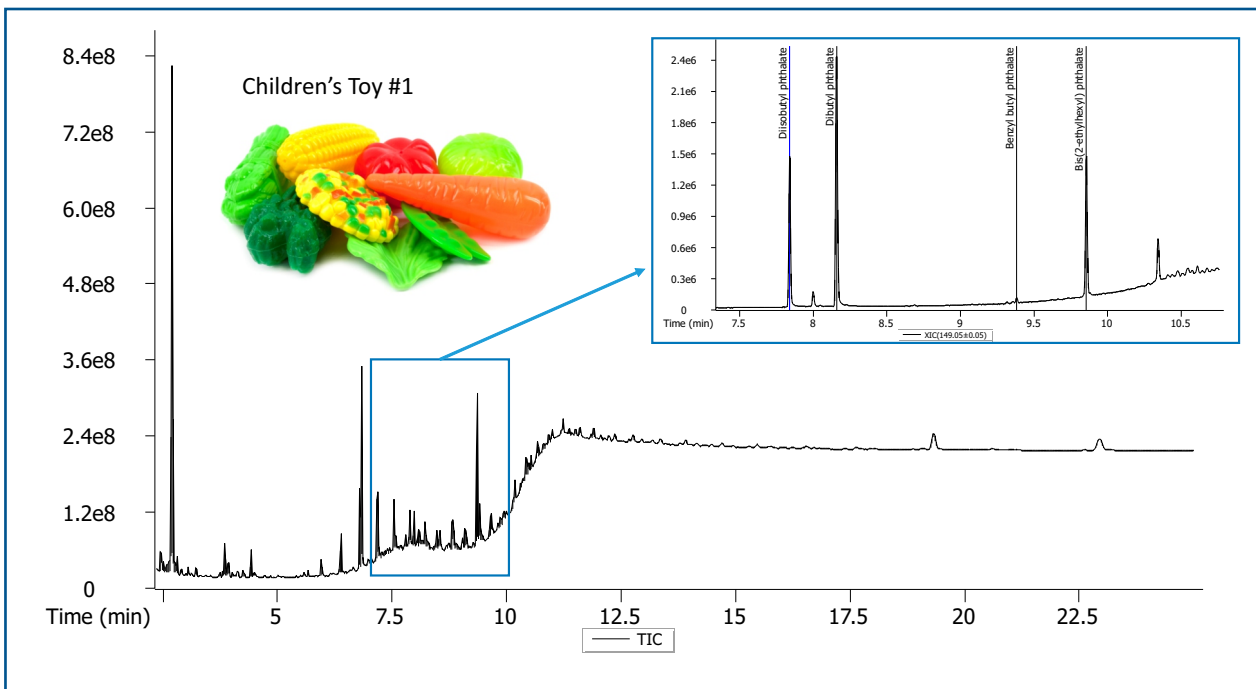 Children's Toy #1
8.4e8
7.2e8
6.0e8
4.8e8
3.6e8
2.4e8
1.2e8
0
Time (min)
5
7.5
10
12.5
15
17.5
20
22.5
TIC
2.4e6
2.1e6
1.8e6
1.5e6
1.2e6
0.9e6
0.6e6
0.3e6
0
Time (min)
7.5
8
8.5
9
9.5
10
10.5
Diisobutyl phthalate
Dibutyl phthalate
Benzyl butyl phthalate
Bis(2-ethylhexyl) phthalate
XIC(149.05±0.05)